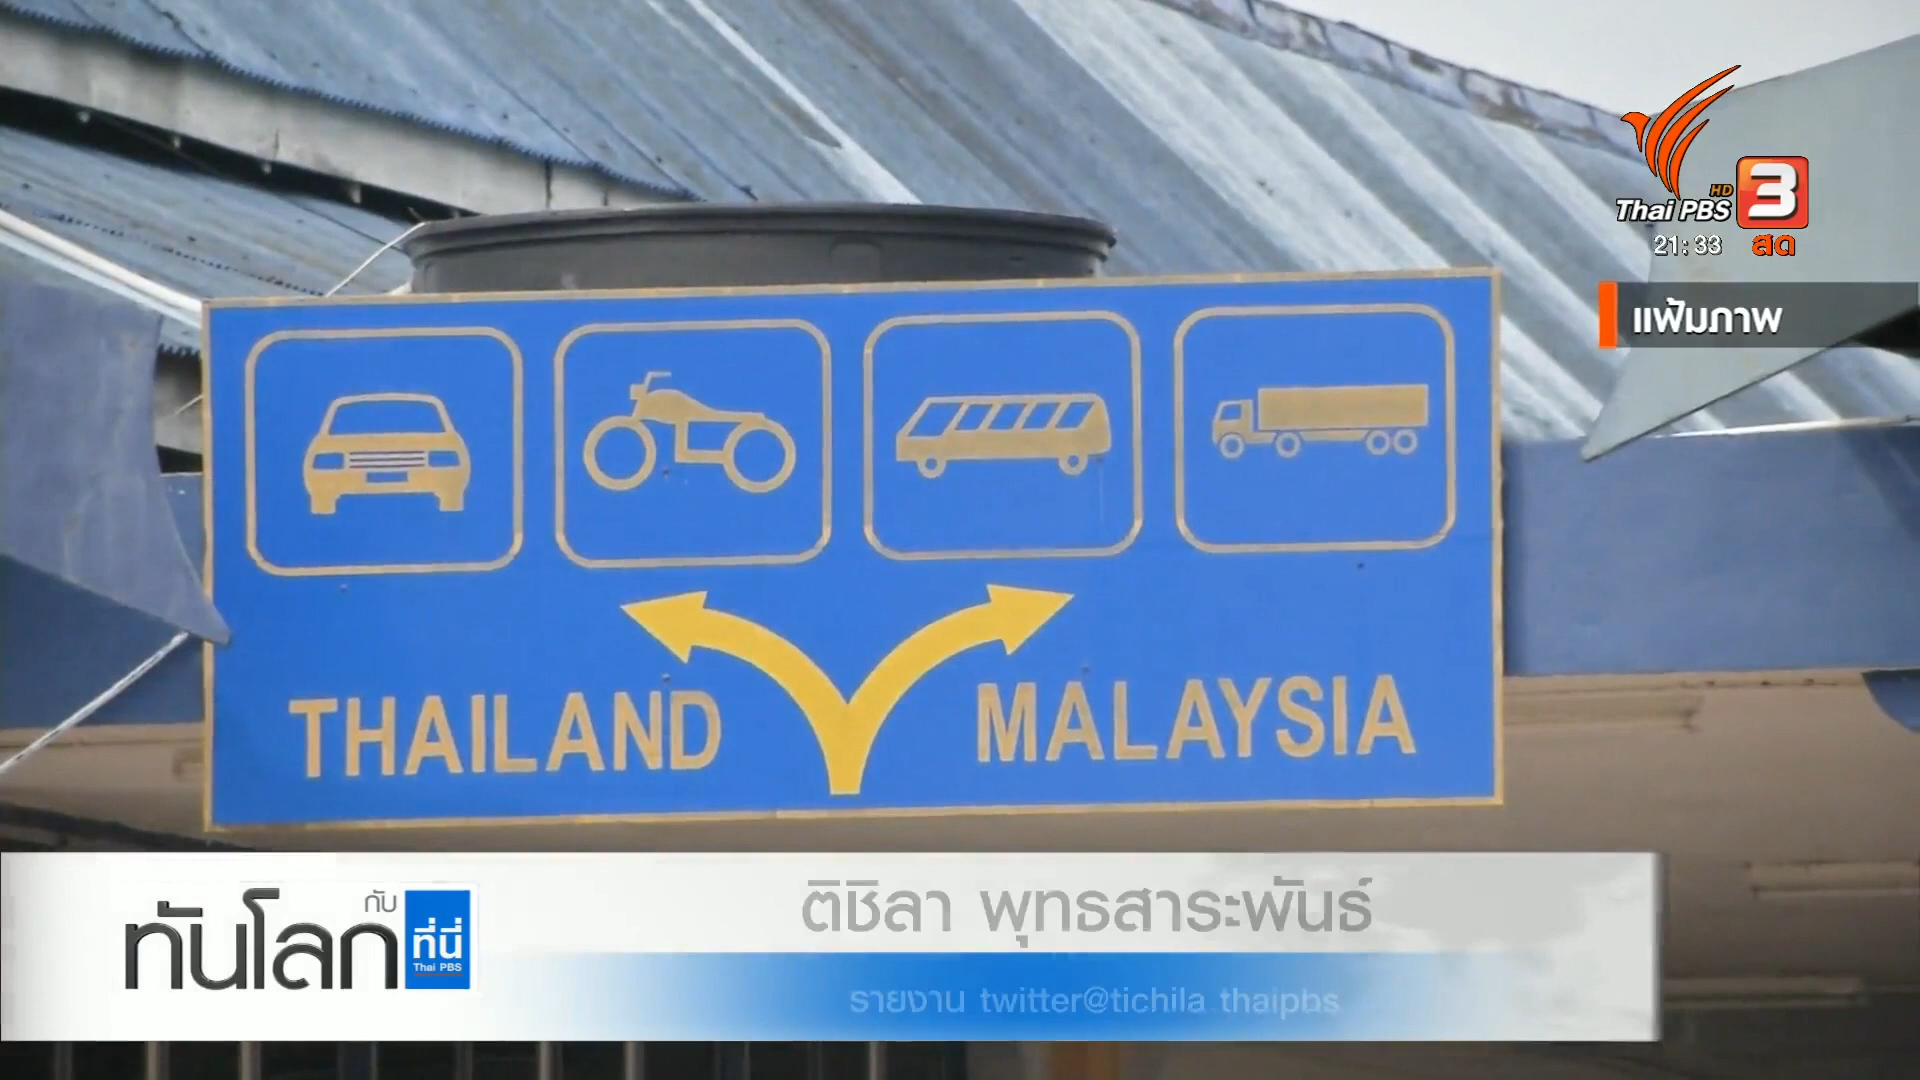 HD
Thai PBS 3
21:33 สด
แฟ้มภาพ
THAILAND MALAYSIA
ทันโลก กับ ที่นี่ Thai PBS
ติชิลา พุทธสาระพันธ์
รายงาน twitter@tichila thaipbs